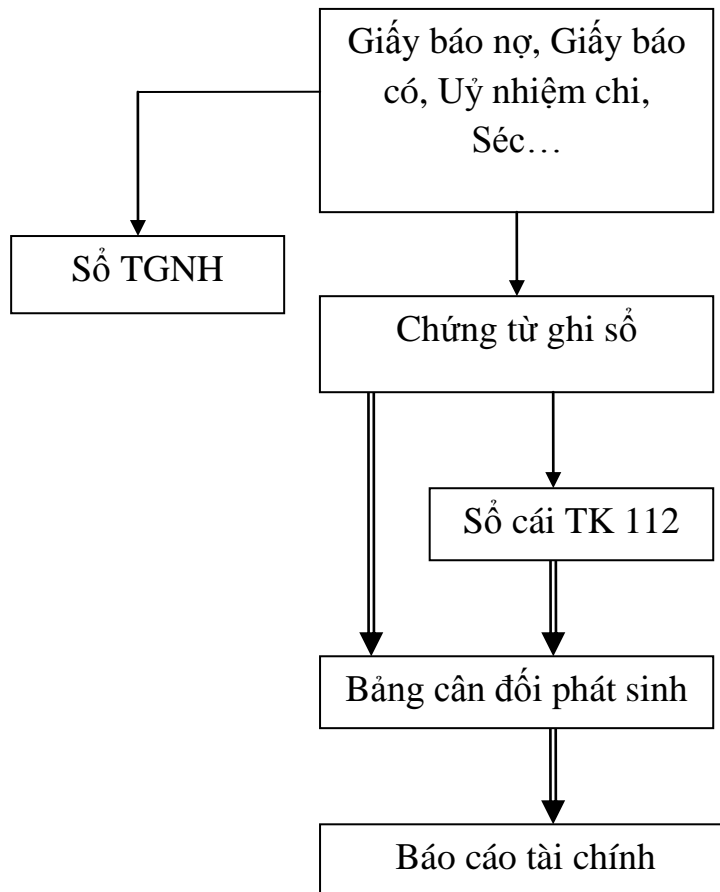 Giấy báo nợ, Giấy báo
có, Uỷ nhiệm chi,
Séc…
Sổ TGNH
Chứng từ ghi sổ
Sổ cái TK 112
Bảng cân đối phát sinh
Báo cáo tài chính